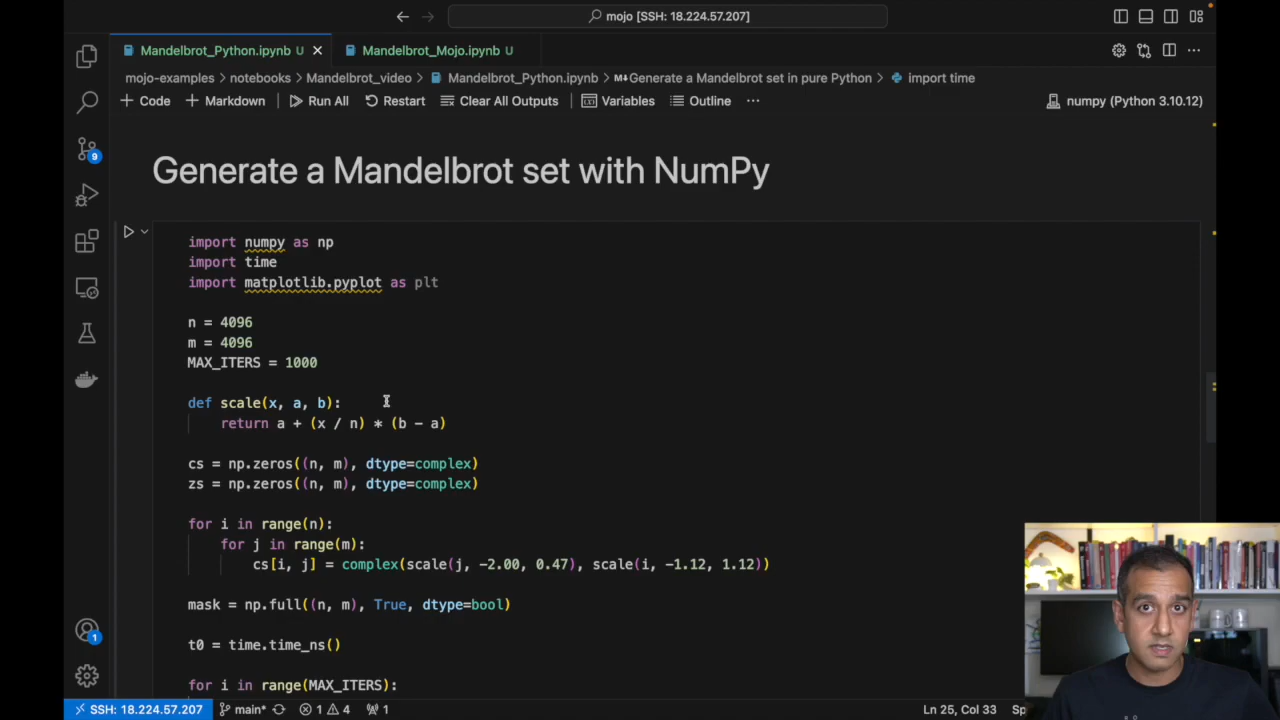 mojo [SSH: 18.224.57.207]
Mandelbrot_Python.ipynb U
Mandelbrot_Mojo.ipynb U
mojo-examples > notebooks > Mandelbrot_video > Mandelbrot_Python.ipynb > M↓Generate a Mandelbrot set in pure Python > import time
+ Code + Markdown Run All Restart Clear All Outputs Variables Outline ··· numpy (Python 3.10.12)
Generate a Mandelbrot set with NumPy
import numpy as np
import time
import matplotlib.pyplot as plt
n = 4096
m = 4096
MAX_ITERS = 1000
def scale(x, a, b):
return a + (x / n) * (b - a)
cs = np.zeros((n, m), dtype=complex)
zs = np.zeros((n, m), dtype=complex)
for i in range(n):
for j in range(m):
cs[i, j] = complex(scale(j, -2.00, 0.47), scale(i, -1.12, 1.12))
mask = np.full((n, m), True, dtype=bool)
t0 = time.time_ns()
for i in range(MAX_ITERS):
9
1
SSH: 18.224.57.207 main* 1 4 1 Ln 25, Col 33 Sp